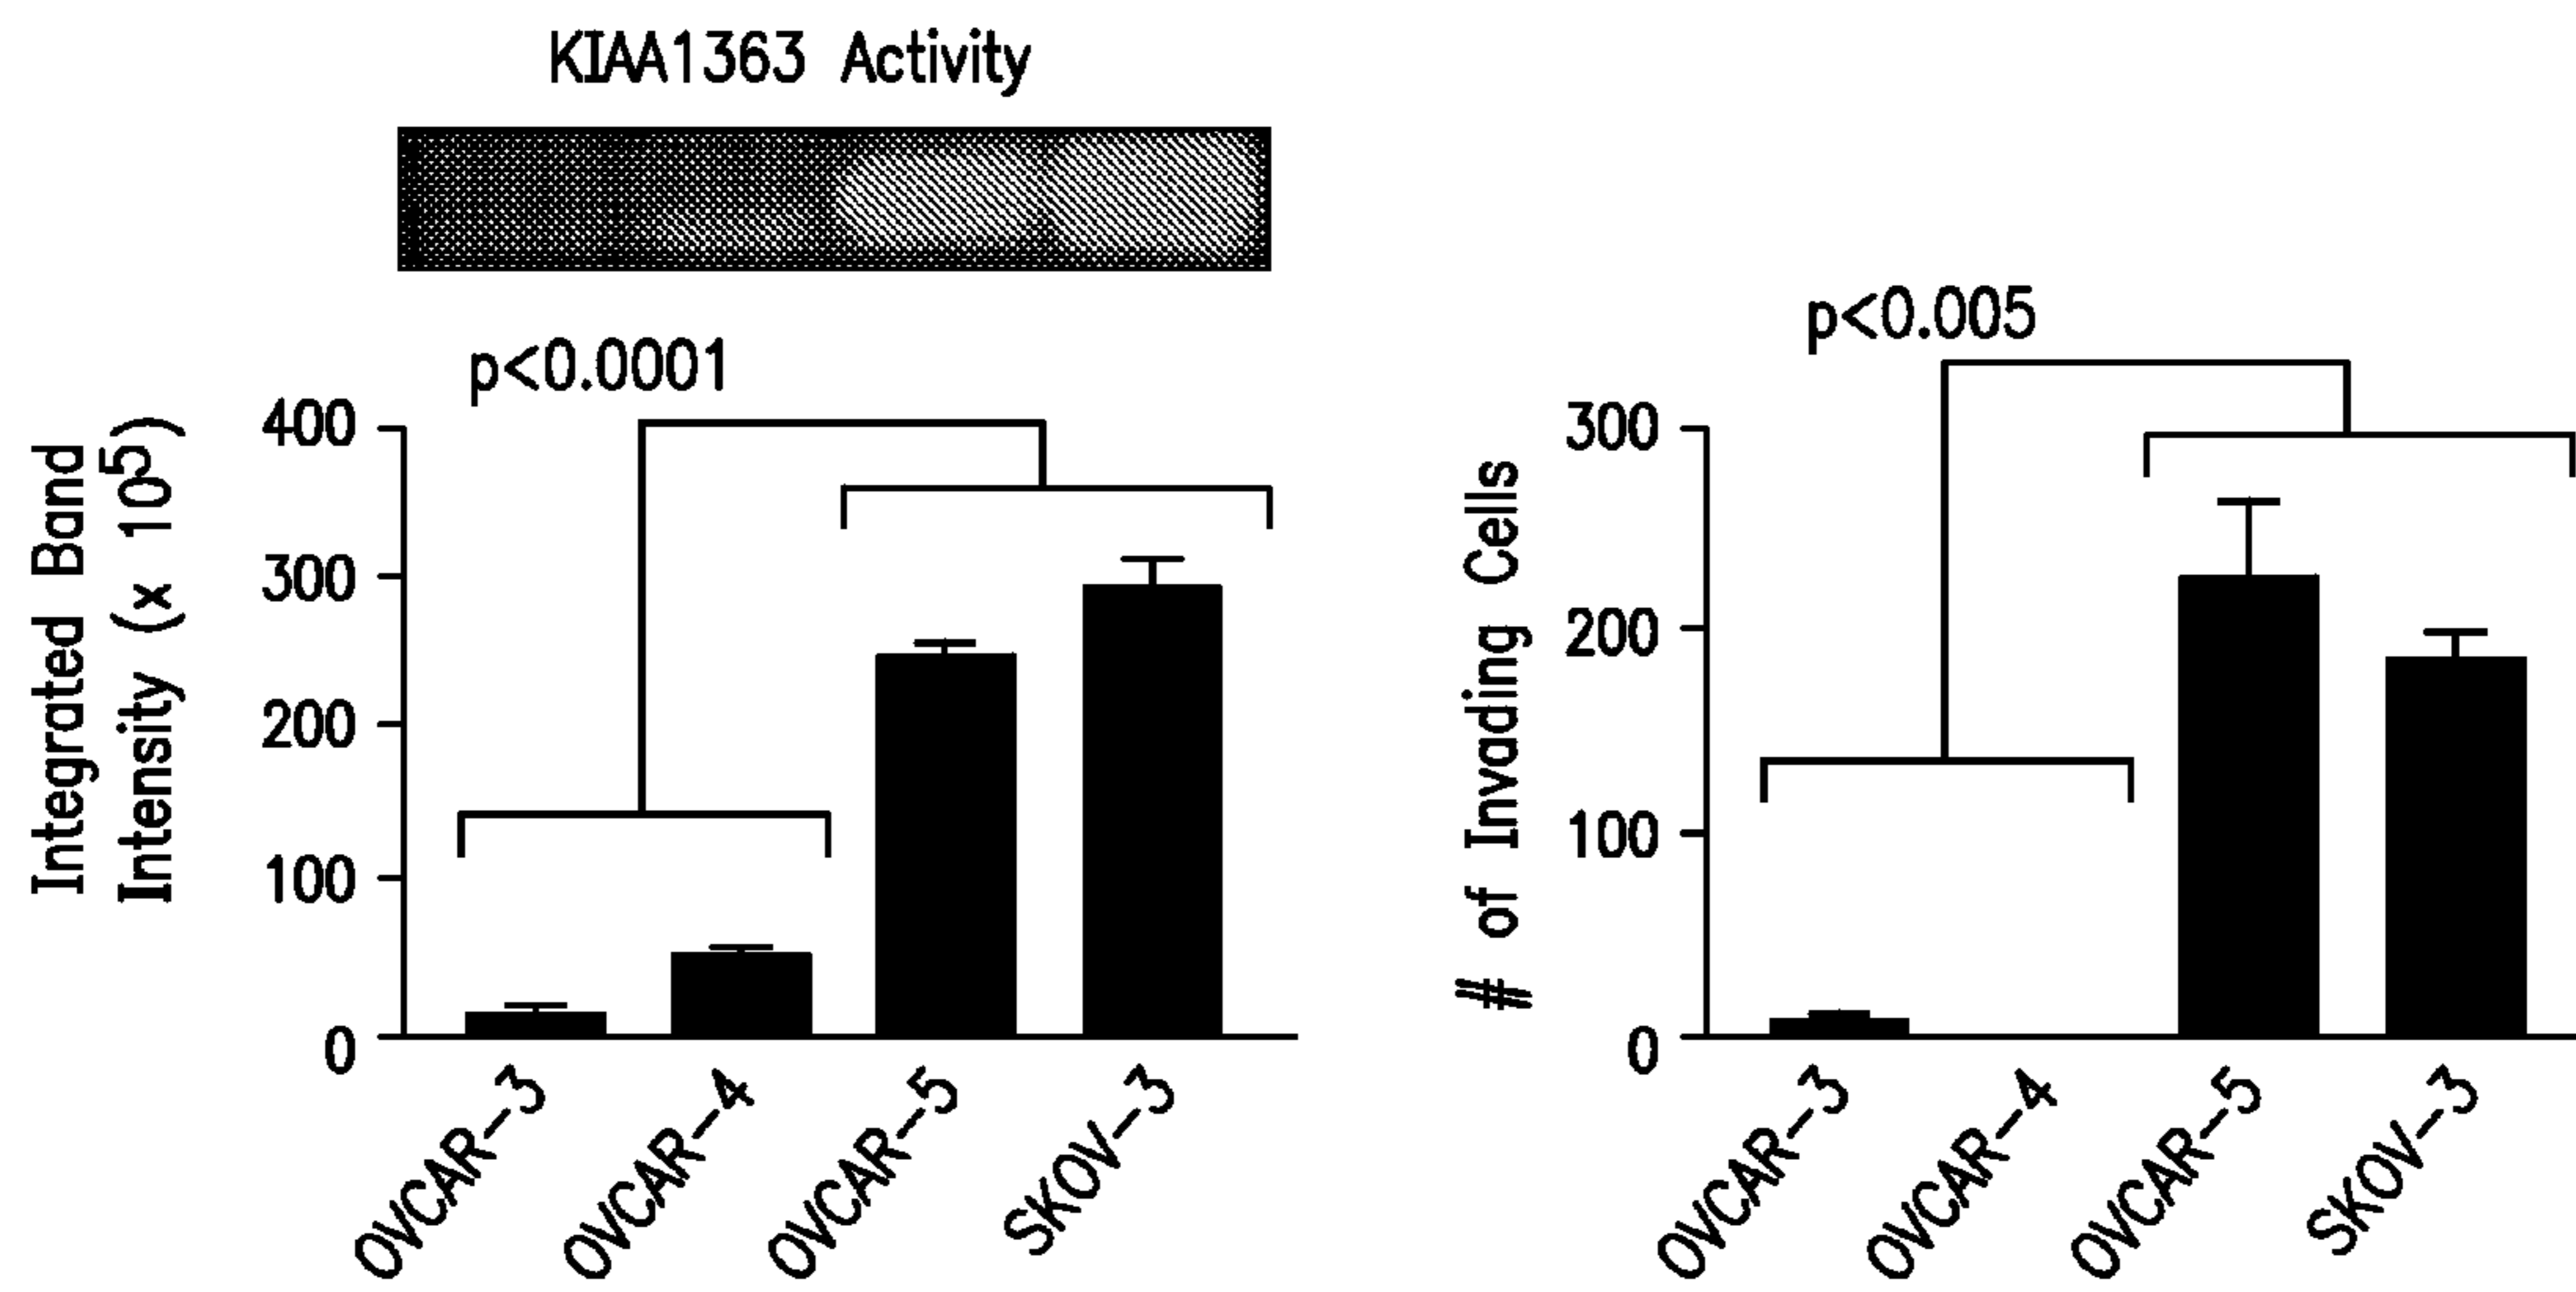 KIAA1363 Activity
p<0.0001
Integrated Band
Intensity (x 10⁵)
400
300
200
100
0
OVCAR-3
OVCAR-4
OVCAR-5
SKOV-3
p<0.005
# of Invading Cells
300
200
100
0
OVCAR-3
OVCAR-4
OVCAR-5
SKOV-3